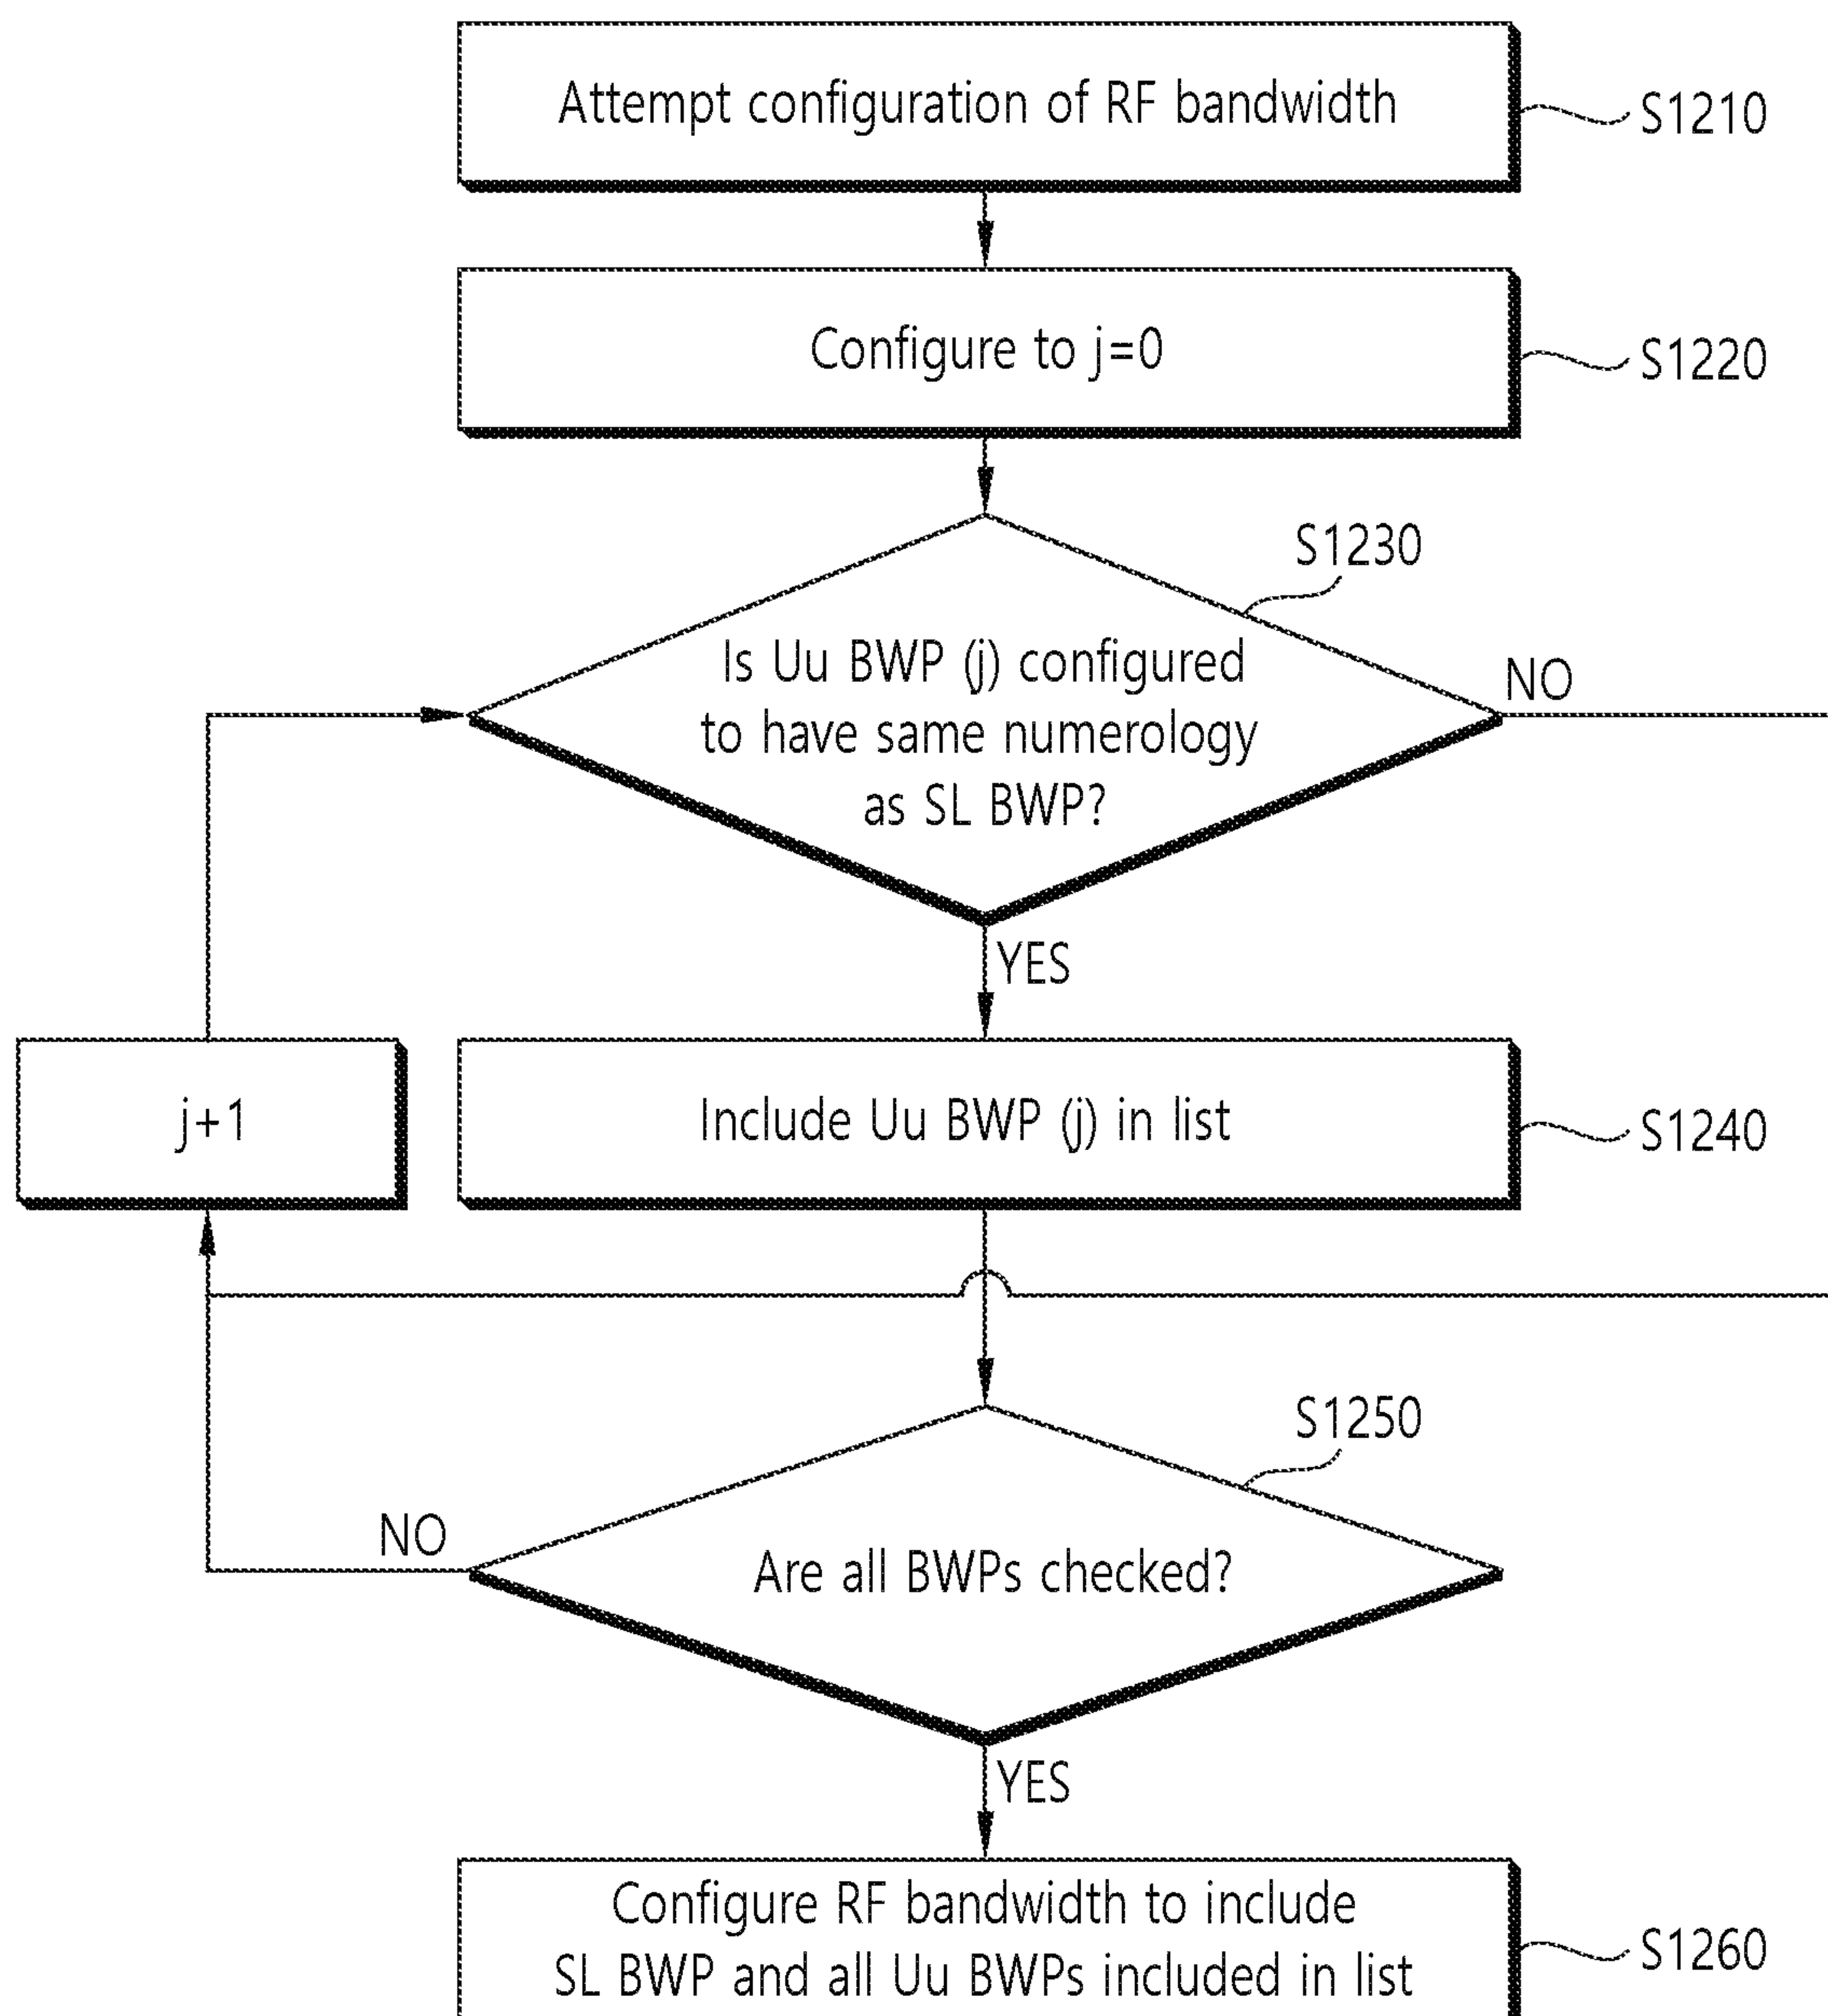 Attempt configuration of RF bandwidth
S1210
Configure to j=0
S1220
S1230
Is Uu BWP (j) configured
to have same numerology
as SL BWP?
NO
YES
j+1
Include Uu BWP (j) in list
S1240
S1250
NO
Are all BWPs checked?
YES
Configure RF bandwidth to include
SL BWP and all Uu BWPs included in list
S1260